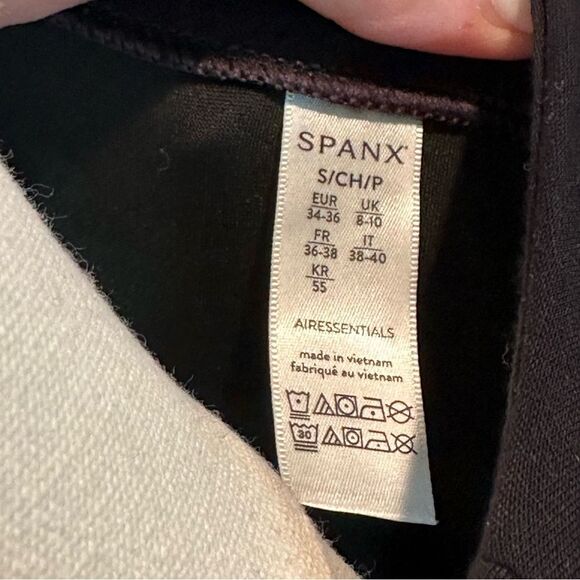 SPANX®
S/CH/P
EUR UK
34-36 8-10
FR IT
36-38 38-40
KR
55
AIRESSENTIALS
made in vietnam
fabriqué au vietnam
30